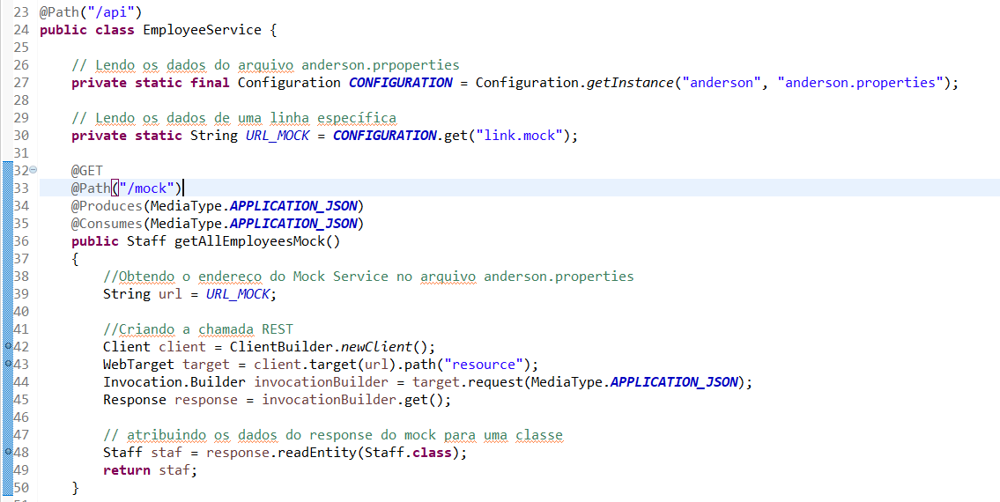 23 @Path("/api")
24 public class EmployeeService {
25
26 // Lendo os dados do arquivo anderson.prpoperties
27 private static final Configuration CONFIGURATION = Configuration.getInstance("anderson", "anderson.properties");
28
29 // Lendo os dados de uma linha específica
30 private static String URL_MOCK = CONFIGURATION.get("link.mock");
31
32 @GET
33 @Path("/mock")
34 @Produces(MediaType.APPLICATION_JSON)
35 @Consumes(MediaType.APPLICATION_JSON)
36 public Staff getAllEmployeesMock()
37 {
38 //Obtendo o endereço do Mock Service no arquivo anderson.properties
39 String url = URL_MOCK;
40
41 //Criando a chamada REST
42 Client client = ClientBuilder.newClient();
43 WebTarget target = client.target(url).path("resource");
44 Invocation.Builder invocationBuilder = target.request(MediaType.APPLICATION_JSON);
45 Response response = invocationBuilder.get();
46
47 // atribuindo os dados do response do mock para uma classe
48 Staff staf = response.readEntity(Staff.class);
49 return staf;
50 }